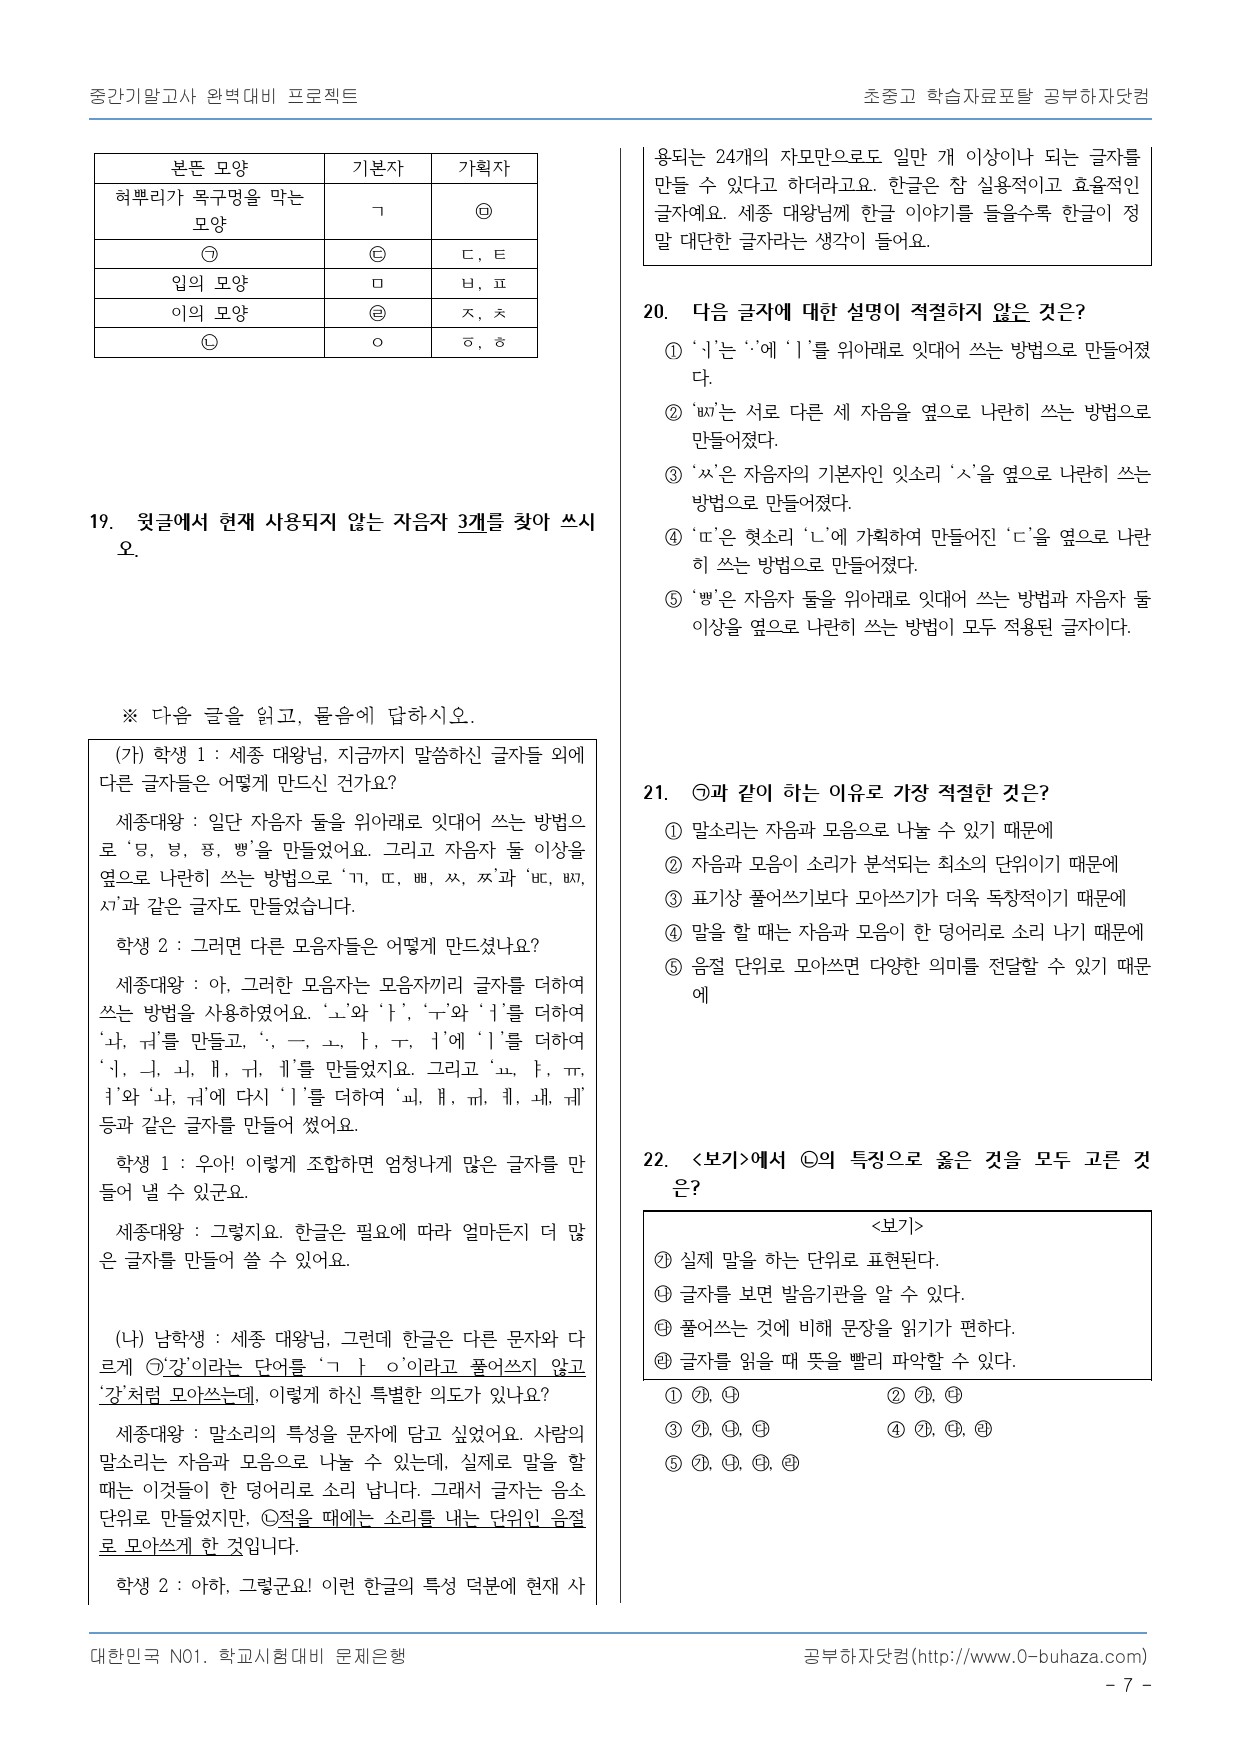 중간기말고사 완벽대비 프로젝트
초중고 학습자료포탈 공부하자닷컴
본뜬 모양 기본자 가획자
혀뿌리가 목구멍을 막는
모양 ㄱ ㉤
㉠ ㉢ ㄷ, ㅌ
입의 모양 ㅁ ㅂ, ㅍ
이의 모양 ㉣ ㅈ, ㅊ
㉡ ㅇ ㆆ, ㅎ
19. 윗글에서 현재 사용되지 않는 자음자 3개를 찾아 쓰시
오.
※ 다음 글을 읽고, 물음에 답하시오.
(가) 학생 1 : 세종 대왕님, 지금까지 말씀하신 글자들 외에
다른 글자들은 어떻게 만드신 건가요?
세종대왕 : 일단 자음자 둘을 위아래로 잇대어 쓰는 방법으
로 ‘ㅱ, ㅸ, ㆄ, ㅹ’을 만들었어요. 그리고 자음자 둘 이상을
옆으로 나란히 쓰는 방법으로 ‘ㄲ, ㄸ, ㅃ, ㅆ, ㅉ’과 ‘ㅳ, ㅴ,
ㅺ’과 같은 글자도 만들었습니다.
학생 2 : 그러면 다른 모음자들은 어떻게 만드셨나요?
세종대왕 : 아, 그러한 모음자는 모음자끼리 글자를 더하여
쓰는 방법을 사용하였어요. ‘ㅗ’와 ‘ㅏ’, ‘ㅜ’와 ‘ㅓ’를 더하여
‘ㅘ, ㅝ’를 만들고, ‘ㆍ, ㅡ, ㅗ, ㅏ, ㅜ, ㅓ’에 ‘ㅣ’를 더하여
‘ㆎ, ㅢ, ㅚ, ㅐ, ㅟ, ㅔ’를 만들었지요. 그리고 ‘ㅛ, ㅑ, ㅠ,
ㅕ’와 ‘ㅘ, ㅝ’에 다시 ‘ㅣ’를 더하여 ‘ㆉ, ㅒ, ㆌ, ㅖ, ㅙ, ㅞ’
등과 같은 글자를 만들어 썼어요.
학생 1 : 우아! 이렇게 조합하면 엄청나게 많은 글자를 만
들어 낼 수 있군요.
세종대왕 : 그렇지요. 한글은 필요에 따라 얼마든지 더 많
은 글자를 만들어 쓸 수 있어요.
(나) 남학생 : 세종 대왕님, 그런데 한글은 다른 문자와 다
르게 ㉠‘강’이라는 단어를 ‘ㄱ ㅏ ㅇ’이라고 풀어쓰지 않고
‘강’처럼 모아쓰는데, 이렇게 하신 특별한 의도가 있나요?
세종대왕 : 말소리의 특성을 문자에 담고 싶었어요. 사람의
말소리는 자음과 모음으로 나눌 수 있는데, 실제로 말을 할
때는 이것들이 한 덩어리로 소리 납니다. 그래서 글자는 음소
단위로 만들었지만, ㉡적을 때에는 소리를 내는 단위인 음절
로 모아쓰게 한 것입니다.
학생 2 : 아하, 그렇군요! 이런 한글의 특성 덕분에 현재 사
용되는 24개의 자모만으로도 일만 개 이상이나 되는 글자를
만들 수 있다고 하더라고요. 한글은 참 실용적이고 효율적인
글자예요. 세종 대왕님께 한글 이야기를 들을수록 한글이 정
말 대단한 글자라는 생각이 들어요.
20. 다음 글자에 대한 설명이 적절하지 않은 것은?
① ‘ㆎ’는 ‘ㆍ’에 ‘ㅣ’를 위아래로 잇대어 쓰는 방법으로 만들어졌
다.
② ‘ㅴ’는 서로 다른 세 자음을 옆으로 나란히 쓰는 방법으로
만들어졌다.
③ ‘ㅆ’은 자음자의 기본자인 잇소리 ‘ㅅ’을 옆으로 나란히 쓰는
방법으로 만들어졌다.
④ ‘ㄸ’은 혓소리 ‘ㄴ’에 가획하여 만들어진 ‘ㄷ’을 옆으로 나란
히 쓰는 방법으로 만들어졌다.
⑤ ‘ㅹ’은 자음자 둘을 위아래로 잇대어 쓰는 방법과 자음자 둘
이상을 옆으로 나란히 쓰는 방법이 모두 적용된 글자이다.
21. ㉠과 같이 하는 이유로 가장 적절한 것은?
① 말소리는 자음과 모음으로 나눌 수 있기 때문에
② 자음과 모음이 소리가 분석되는 최소의 단위이기 때문에
③ 표기상 풀어쓰기보다 모아쓰기가 더욱 독창적이기 때문에
④ 말을 할 때는 자음과 모음이 한 덩어리로 소리 나기 때문에
⑤ 음절 단위로 모아쓰면 다양한 의미를 전달할 수 있기 때문
에
22. <보기>에서 ㉡의 특징으로 옳은 것을 모두 고른 것
은?
<보기>
㉮ 실제 말을 하는 단위로 표현된다.
㉯ 글자를 보면 발음기관을 알 수 있다.
㉰ 풀어쓰는 것에 비해 문장을 읽기가 편하다.
㉱ 글자를 읽을 때 뜻을 빨리 파악할 수 있다.
① ㉮, ㉯ ② ㉮, ㉰
③ ㉮, ㉯, ㉰ ④ ㉮, ㉰, ㉱
⑤ ㉮, ㉯, ㉰, ㉱
대한민국 N01. 학교시험대비 문제은행
공부하자닷컴(http://www.0-buhaza.com)
- 7 -